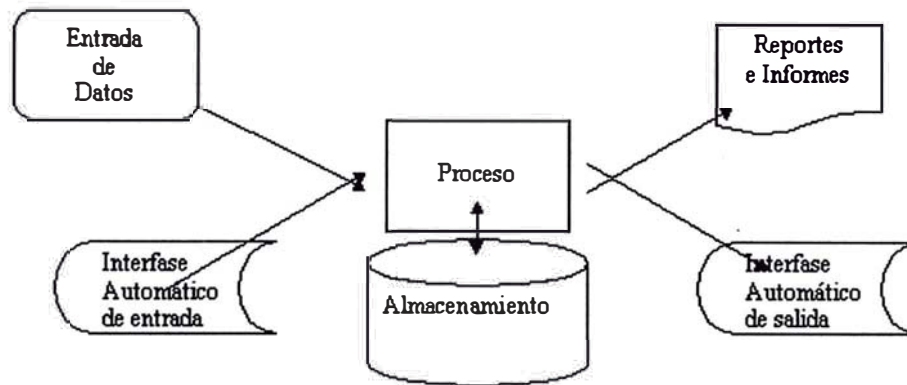 Entrada
de
Datos
Reportes
e Informes
Proceso
Interfase
Automático
de entrada
Almacenamiento
Interfase
Automático
de salida